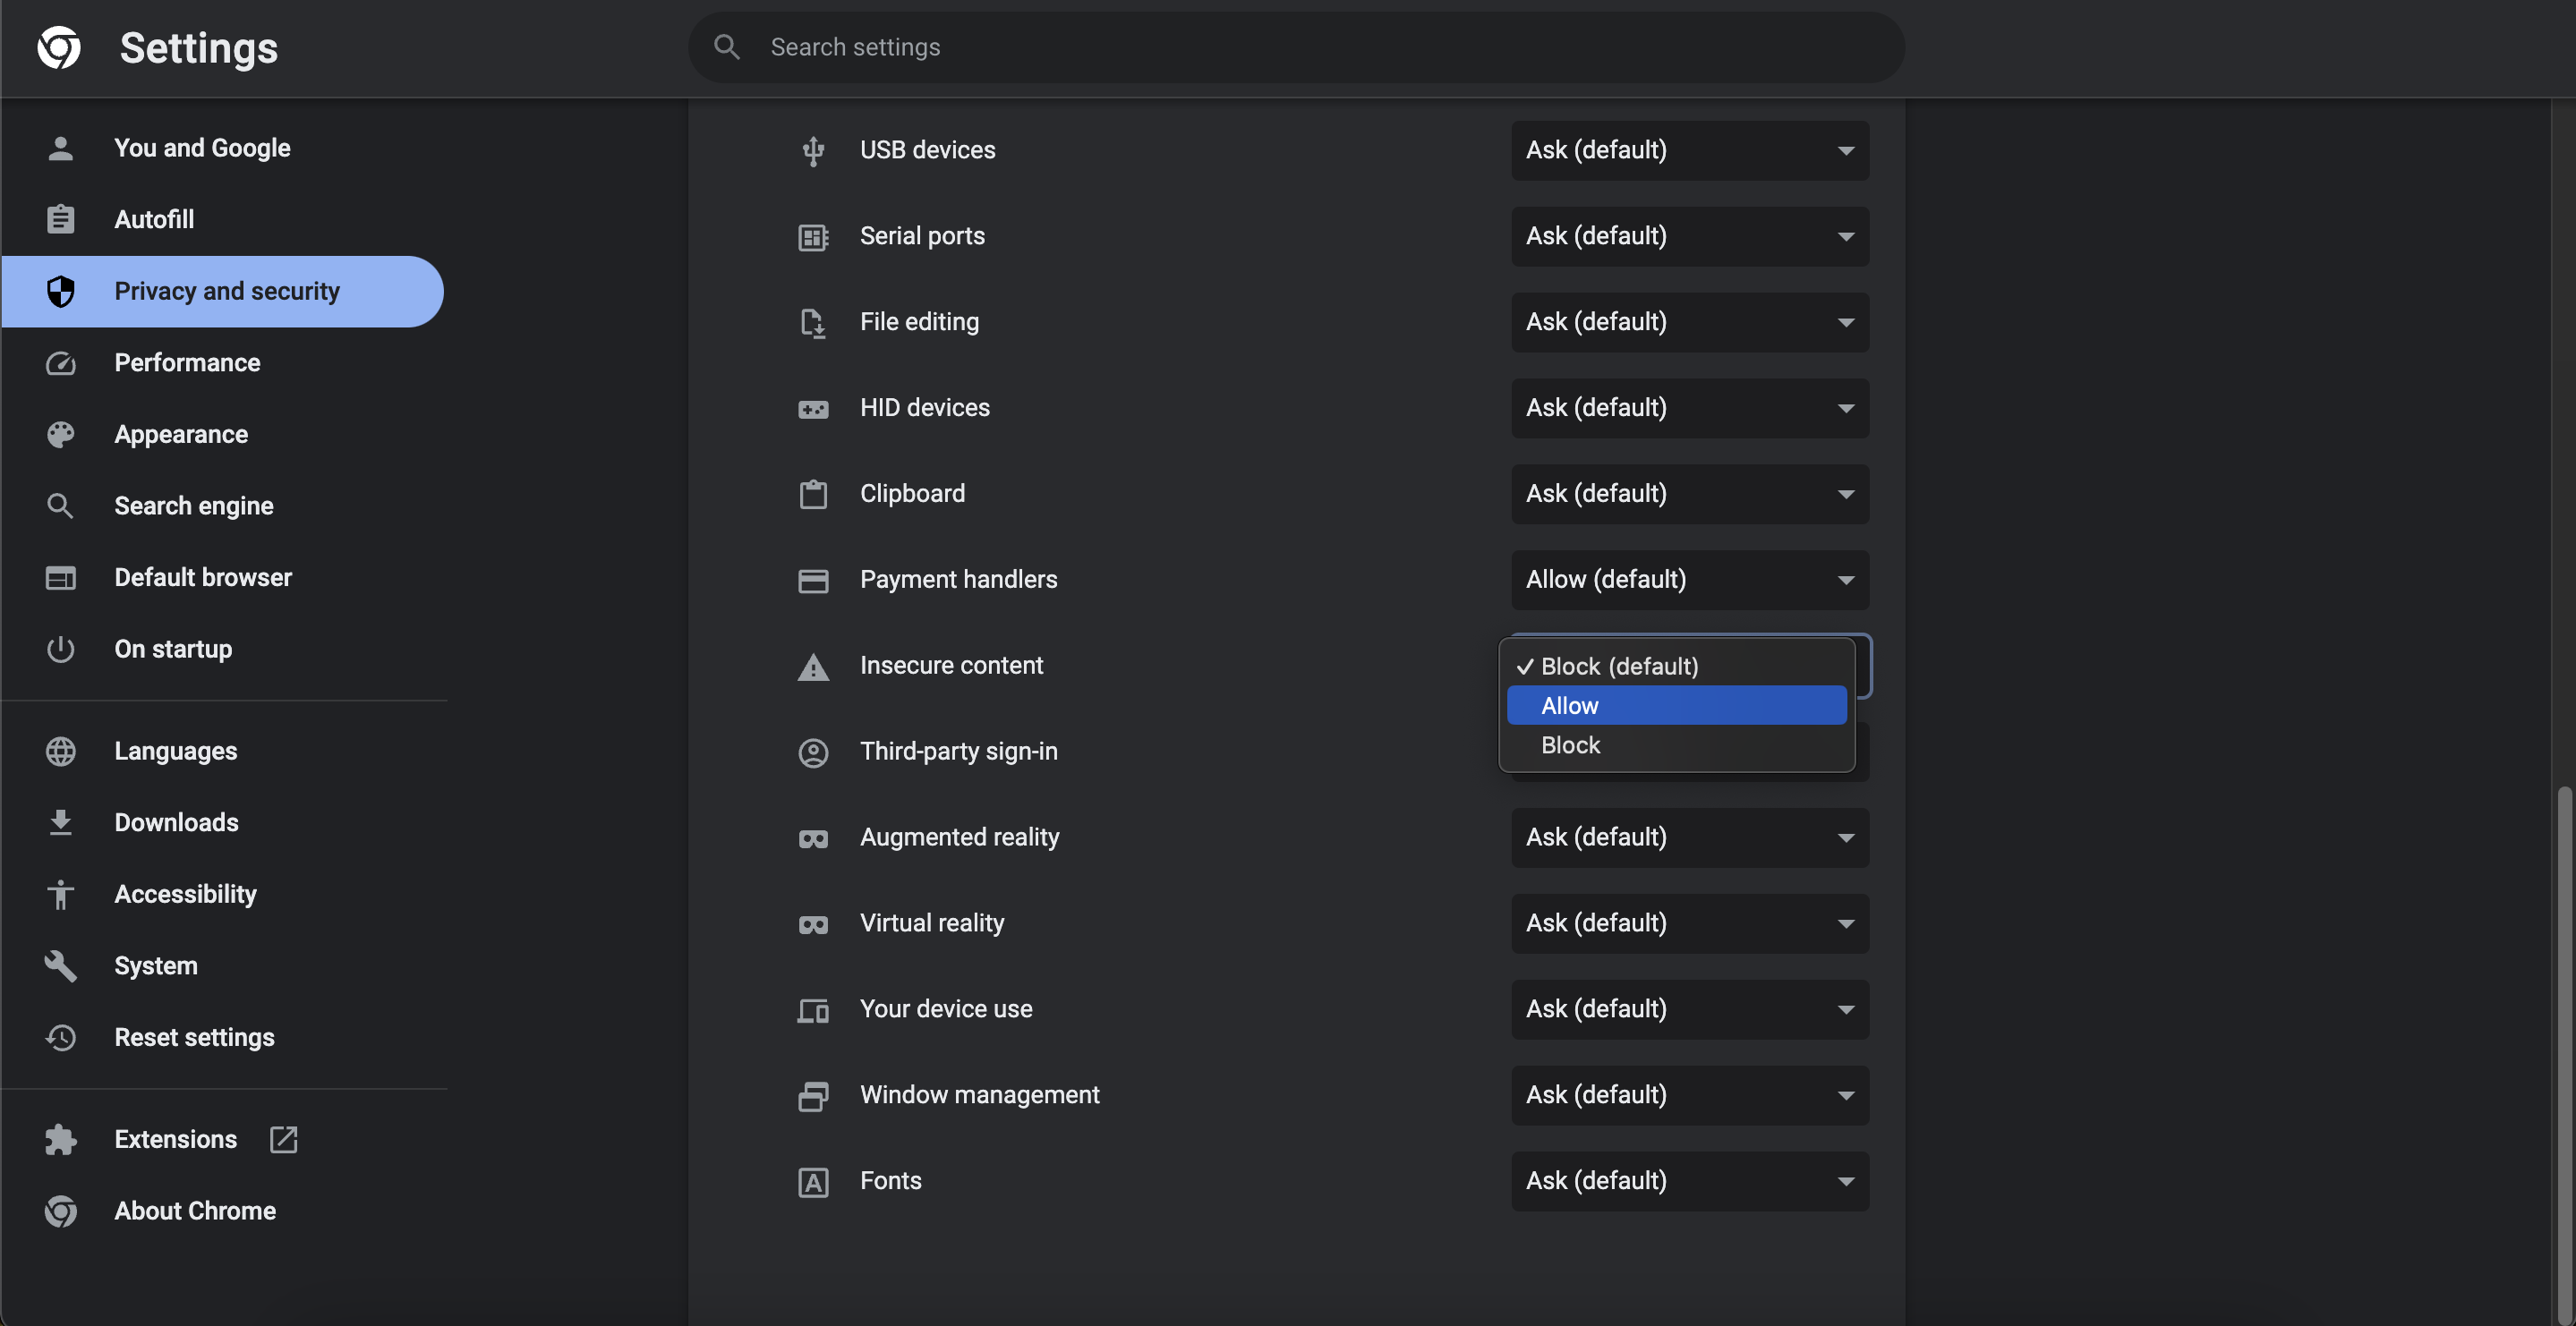 Settings
Search settings
You and Google
Autofill
Privacy and security
Performance
Appearance
Search engine
Default browser
On startup
Languages
Downloads
Accessibility
System
Reset settings
Extensions
About Chrome
USB devices
Ask (default)
Serial ports
Ask (default)
File editing
Ask (default)
HID devices
Ask (default)
Clipboard
Ask (default)
Payment handlers
Allow (default)
Insecure content
✓ Block (default)
Allow
Block
Third-party sign-in
Augmented reality
Ask (default)
Virtual reality
Ask (default)
Your device use
Ask (default)
Window management
Ask (default)
Fonts
Ask (default)